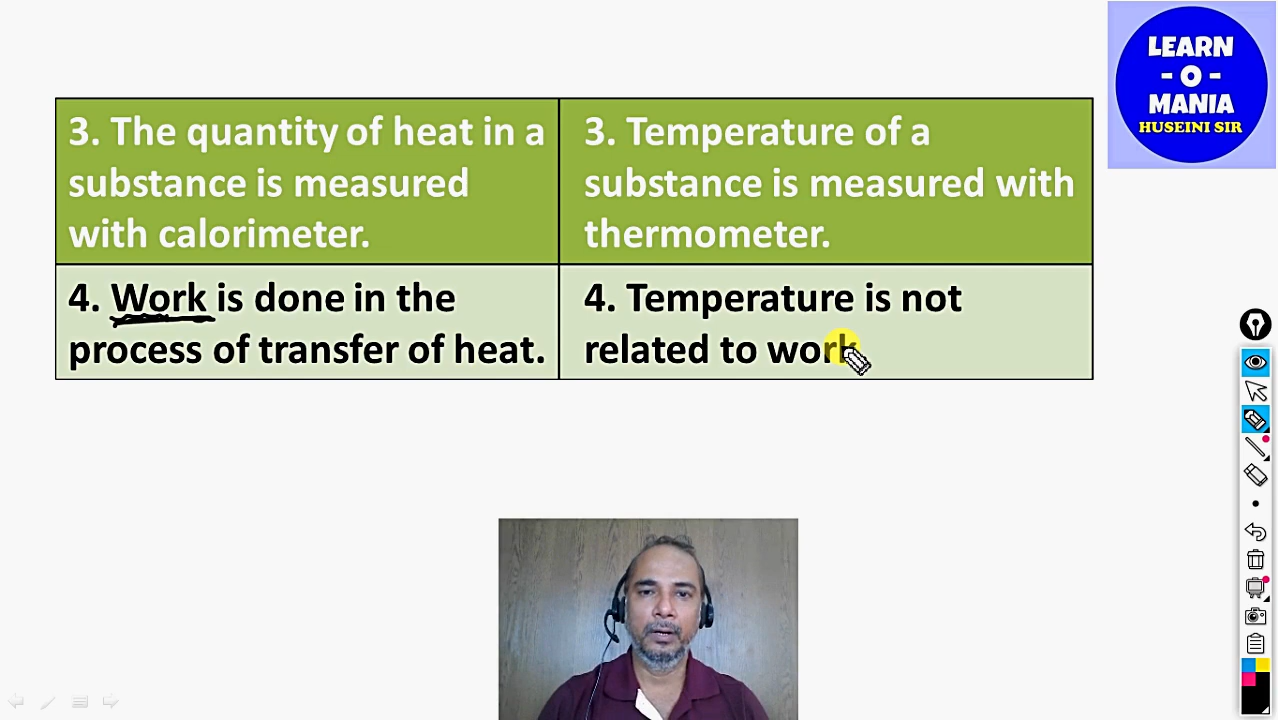 LEARN
- O -
MANIA
HUSEINI SIR
3. The quantity of heat in a
substance is measured
with calorimeter.
3. Temperature of a
substance is measured with
thermometer.
4. Work is done in the
process of transfer of heat.
4. Temperature is not
related to work